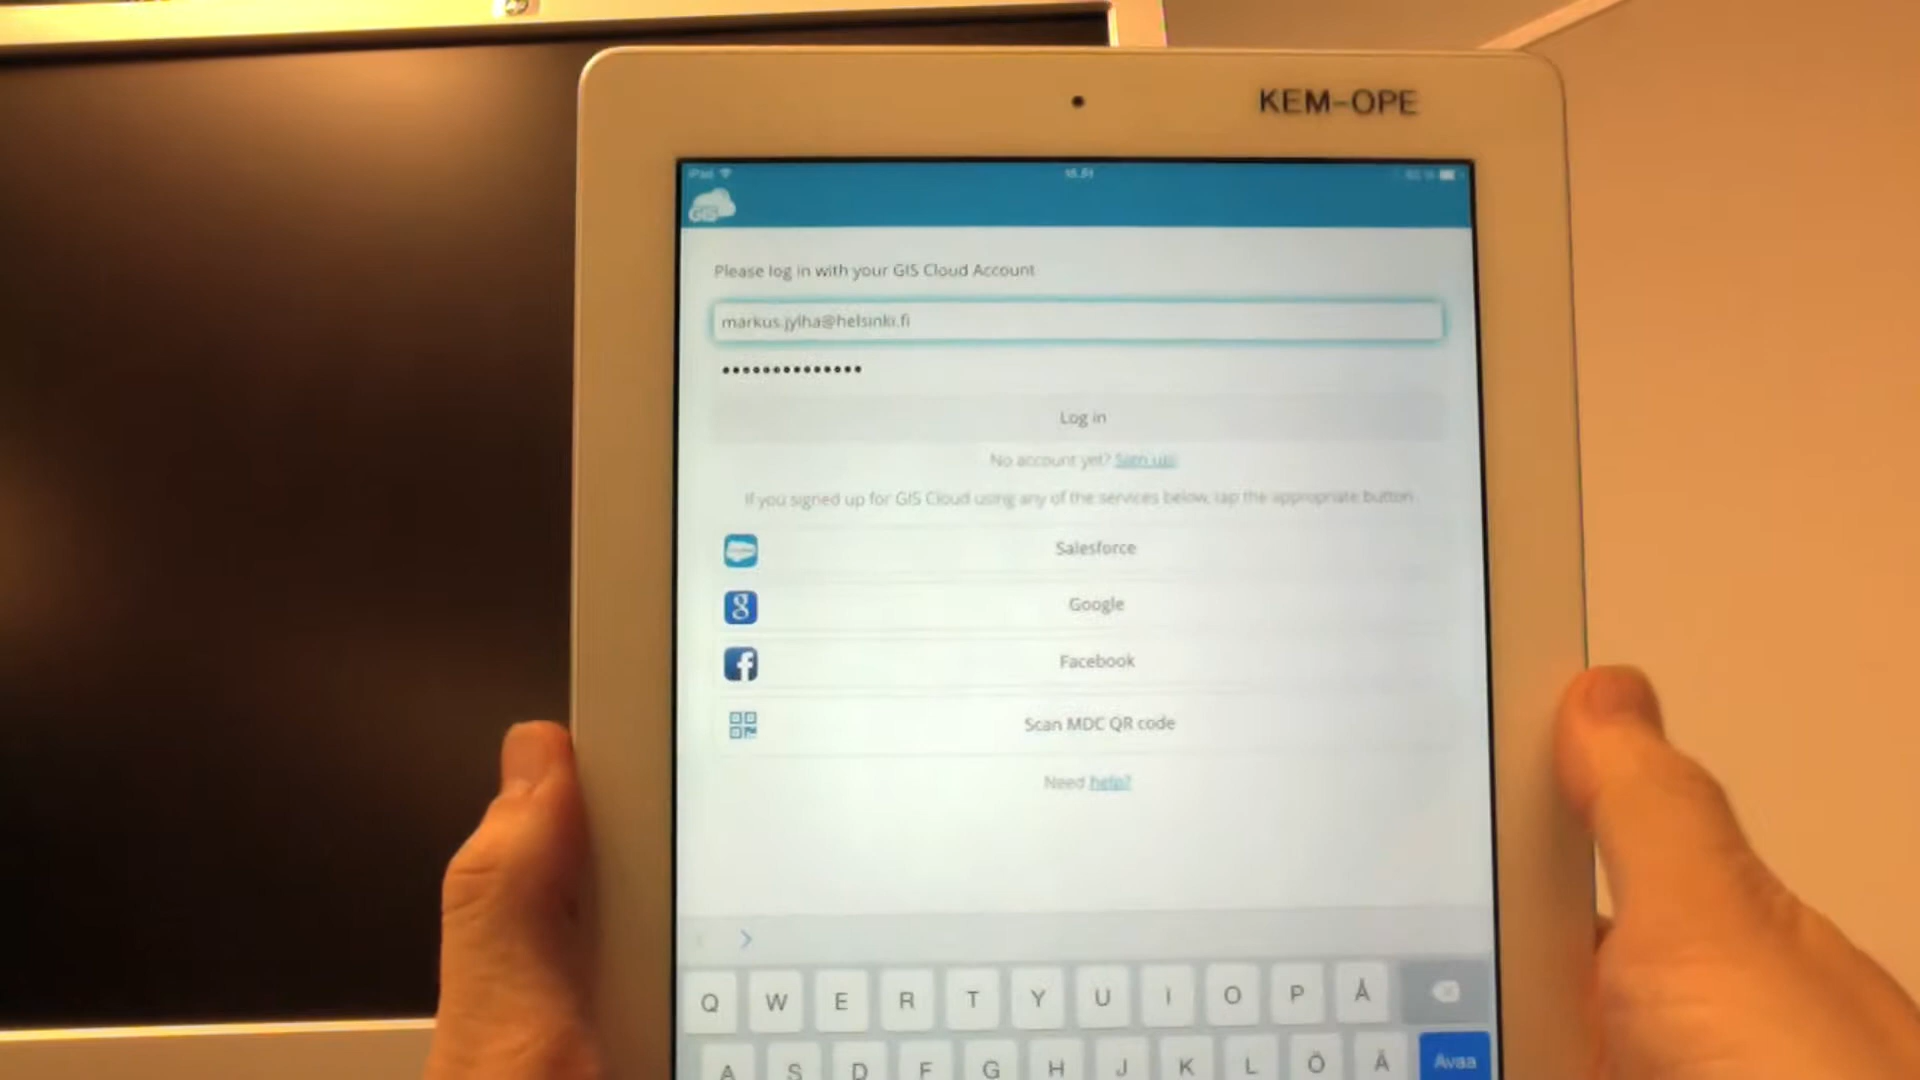 KEM-OPE
iPad
GIS
Please log in with your GIS Cloud Account
markus.jylha@helsinki.fi
••••••••••••••
Log in
No account yet? Sign up
If you signed up for GIS Cloud using any of the services below, tap the appropriate button.
Salesforce
Google
Facebook
Scan MDC QR code
Need help?
Q W E R T Y U I O P Å
A S D F G H J K L Ö Ä Avaa